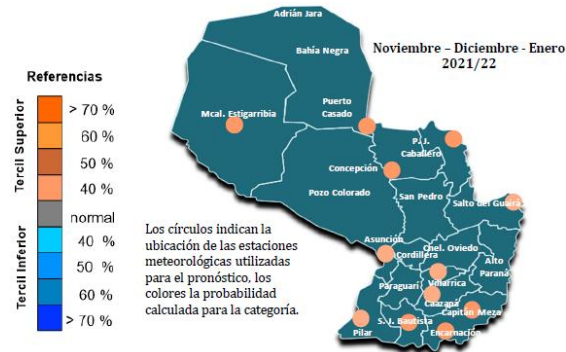 Adrián Jara
Bahía Negra
Noviembre – Diciembre - Enero
2021/22
Referencias
Tercil Superior
> 70 %
60 %
50 %
40 %
normal
Tercil Inferior
40 %
50 %
60 %
> 70 %
Mcal. Estigarribia
Puerto
Casado
P. J.
Caballero
Concepción
Pozo Colorado
San Pedro
Salto del Guairá
Los círculos indican la
ubicación de las estaciones
meteorológicas utilizadas
para el pronóstico, los
colores la probabilidad
calculada para la categoría.
Asunción
Cordillera
Cnel. Oviedo
Alto
Paraná
Paraguarí
Villarrica
Caazapá
Capitán Meza
Pilar
S. J. Bautista
Encarnación